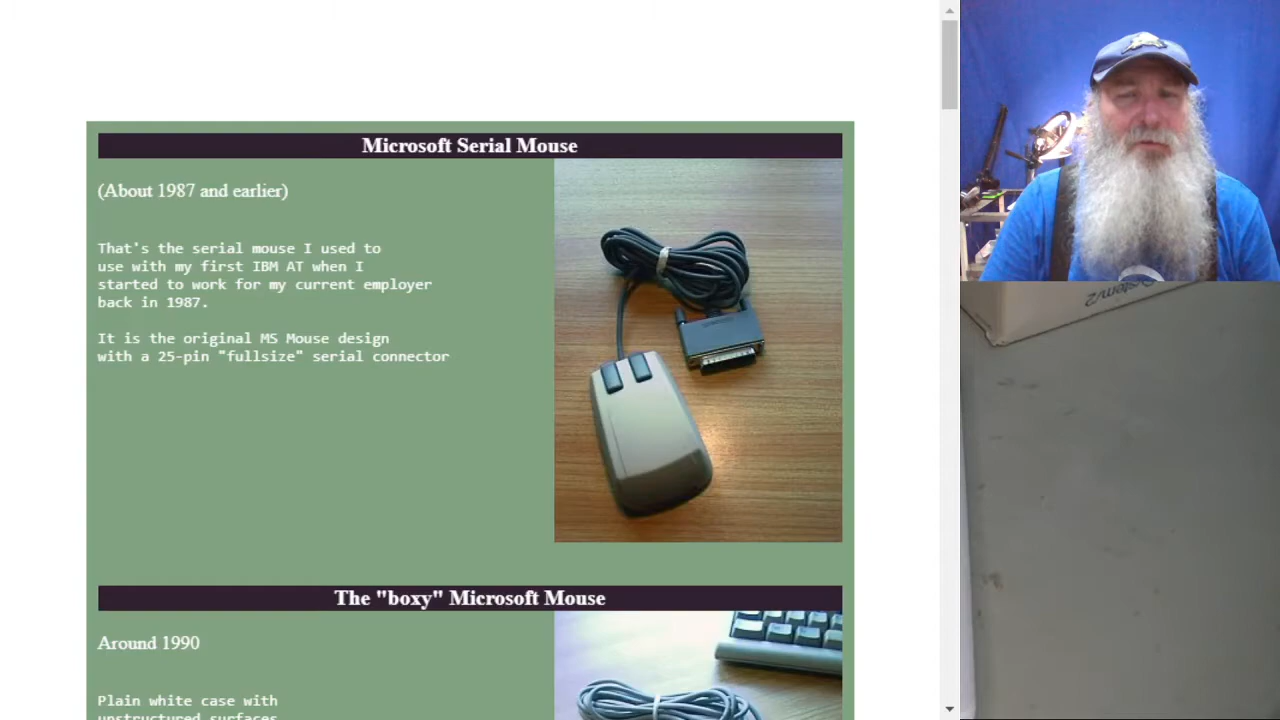 Microsoft Serial Mouse
(About 1987 and earlier)
That's the serial mouse I used to
use with my first IBM AT when I
started to work for my current employer
back in 1987.
It is the original MS Mouse design
with a 25-pin "fullsize" serial connector
The "boxy" Microsoft Mouse
Around 1990
Plain white case with
unstructured surfaces